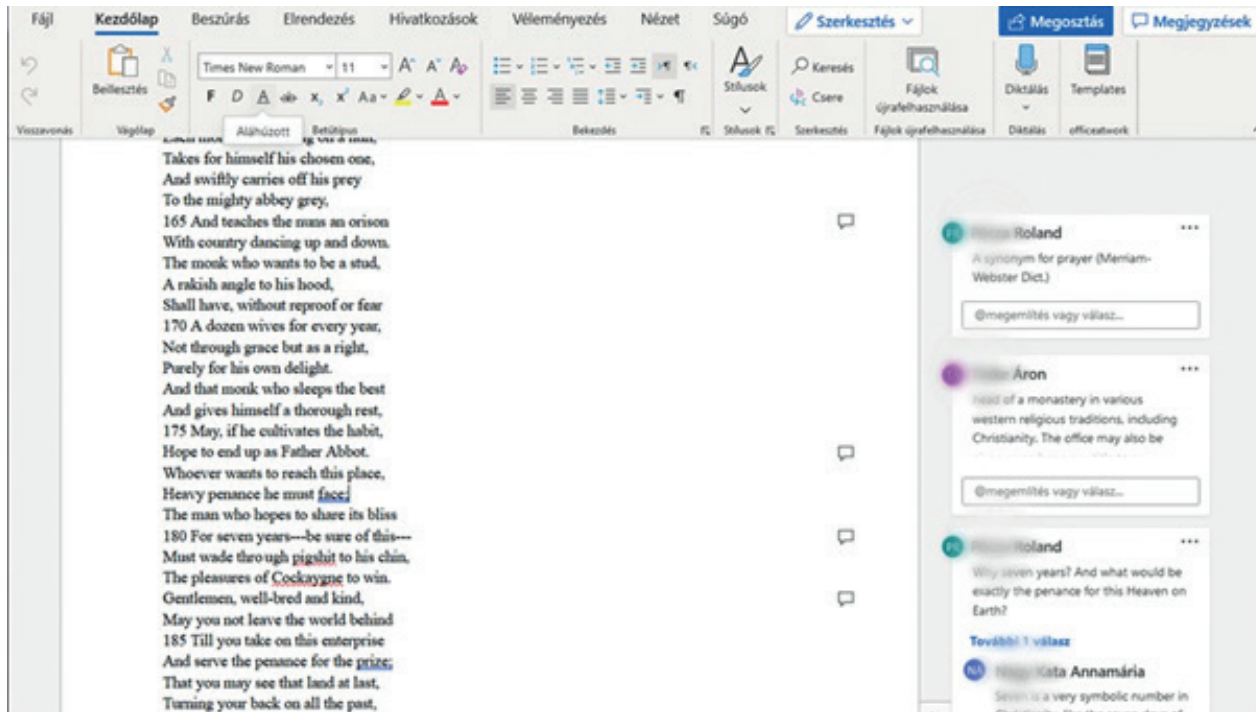 Fájl Kezdőlap Beszúrás Elrendezés Hivatkozások Véleményezés Nézet Súgó Szerkesztés Megosztás Megjegyzések
Beillesztés
Times New Roman 11
F D A ab x, x² Aa A
Stílusok
Keresés
Csere
Fájlok
újrafelhasználása
Diktálás
Templates
Visszavonás Vágólap Betűtípus Bekezdés Stílusok Szerkesztés Fájlok újrafelhasználása Diktálás officeatwork
Aláhúzott
Takes for himself his chosen one,
And swiftly carries off his prey
To the mighty abbey grey,
165 And teaches the nuns an orison
With country dancing up and down.
The monk who wants to be a stud,
A rakish angle to his hood,
Shall have, without reproof or fear
170 A dozen wives for every year,
Not through grace but as a right,
Purely for his own delight.
And that monk who sleeps the best
And gives himself a thorough rest,
175 May, if he cultivates the habit,
Hope to end up as Father Abbot.
Whoever wants to reach this place,
Heavy penance he must face;
The man who hopes to share its bliss
180 For seven years---be sure of this---
Must wade through pigshit to his chin,
The pleasures of Cockaygne to win.
Gentlemen, well-bred and kind,
May you not leave the world behind
185 Till you take on this enterprise
And serve the penance for the prize;
That you may see that land at last,
Turning your back on all the past,
Roland
A synonym for prayer (Merriam-
Webster Dict.)
@megemlítés vagy válasz...
Áron
head of a monastery in various
western religious traditions, including
Christianity. The office may also be
@megemlítés vagy válasz...
Roland
Why seven years? And what would be
exactly the penance for this Heaven on
Earth?
További 1 válasz
NA Kata Annamária
Seven is a very symbolic number in